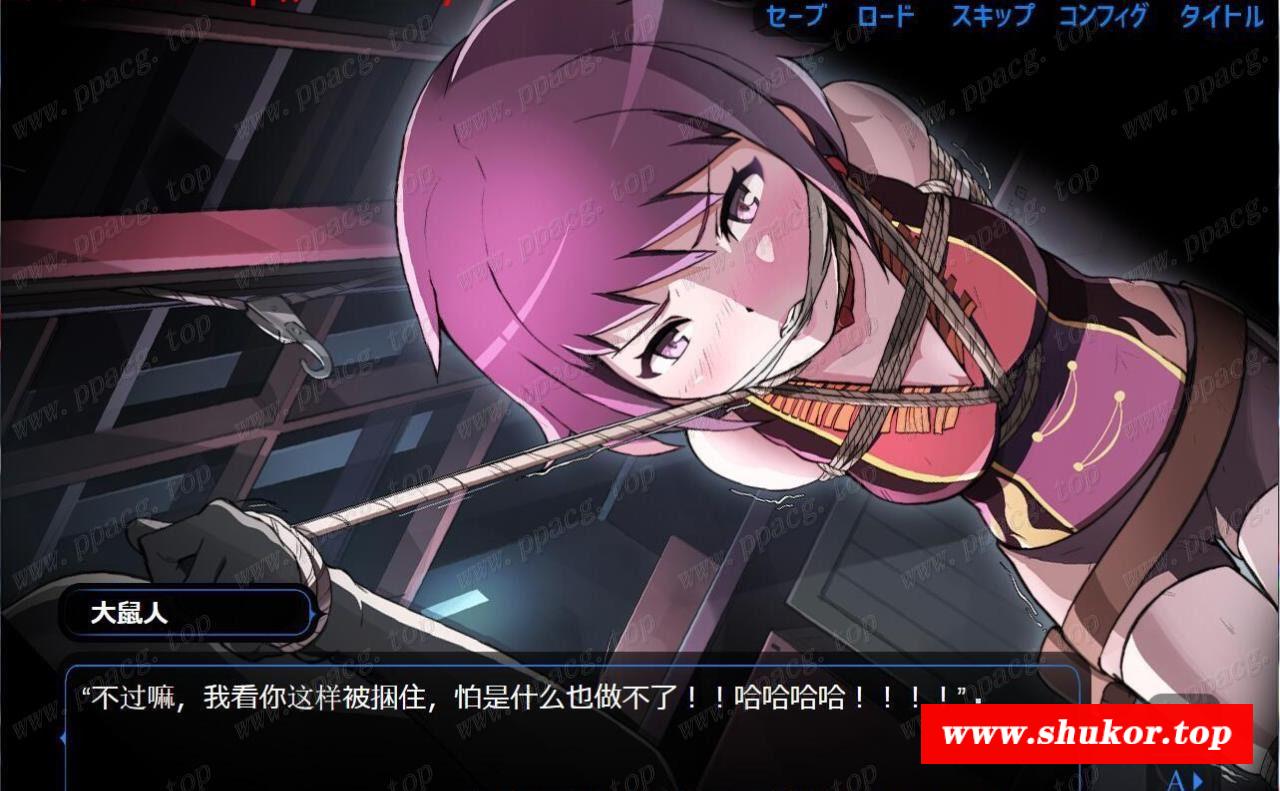 セーブ ロード スキップ コンフィグ タイトル
大鼠人
“不过嘛，我看你这样被捆住，怕是什么也做不了！！哈哈哈哈！！！！”
www.shukor.top
A
www. ppacg. top